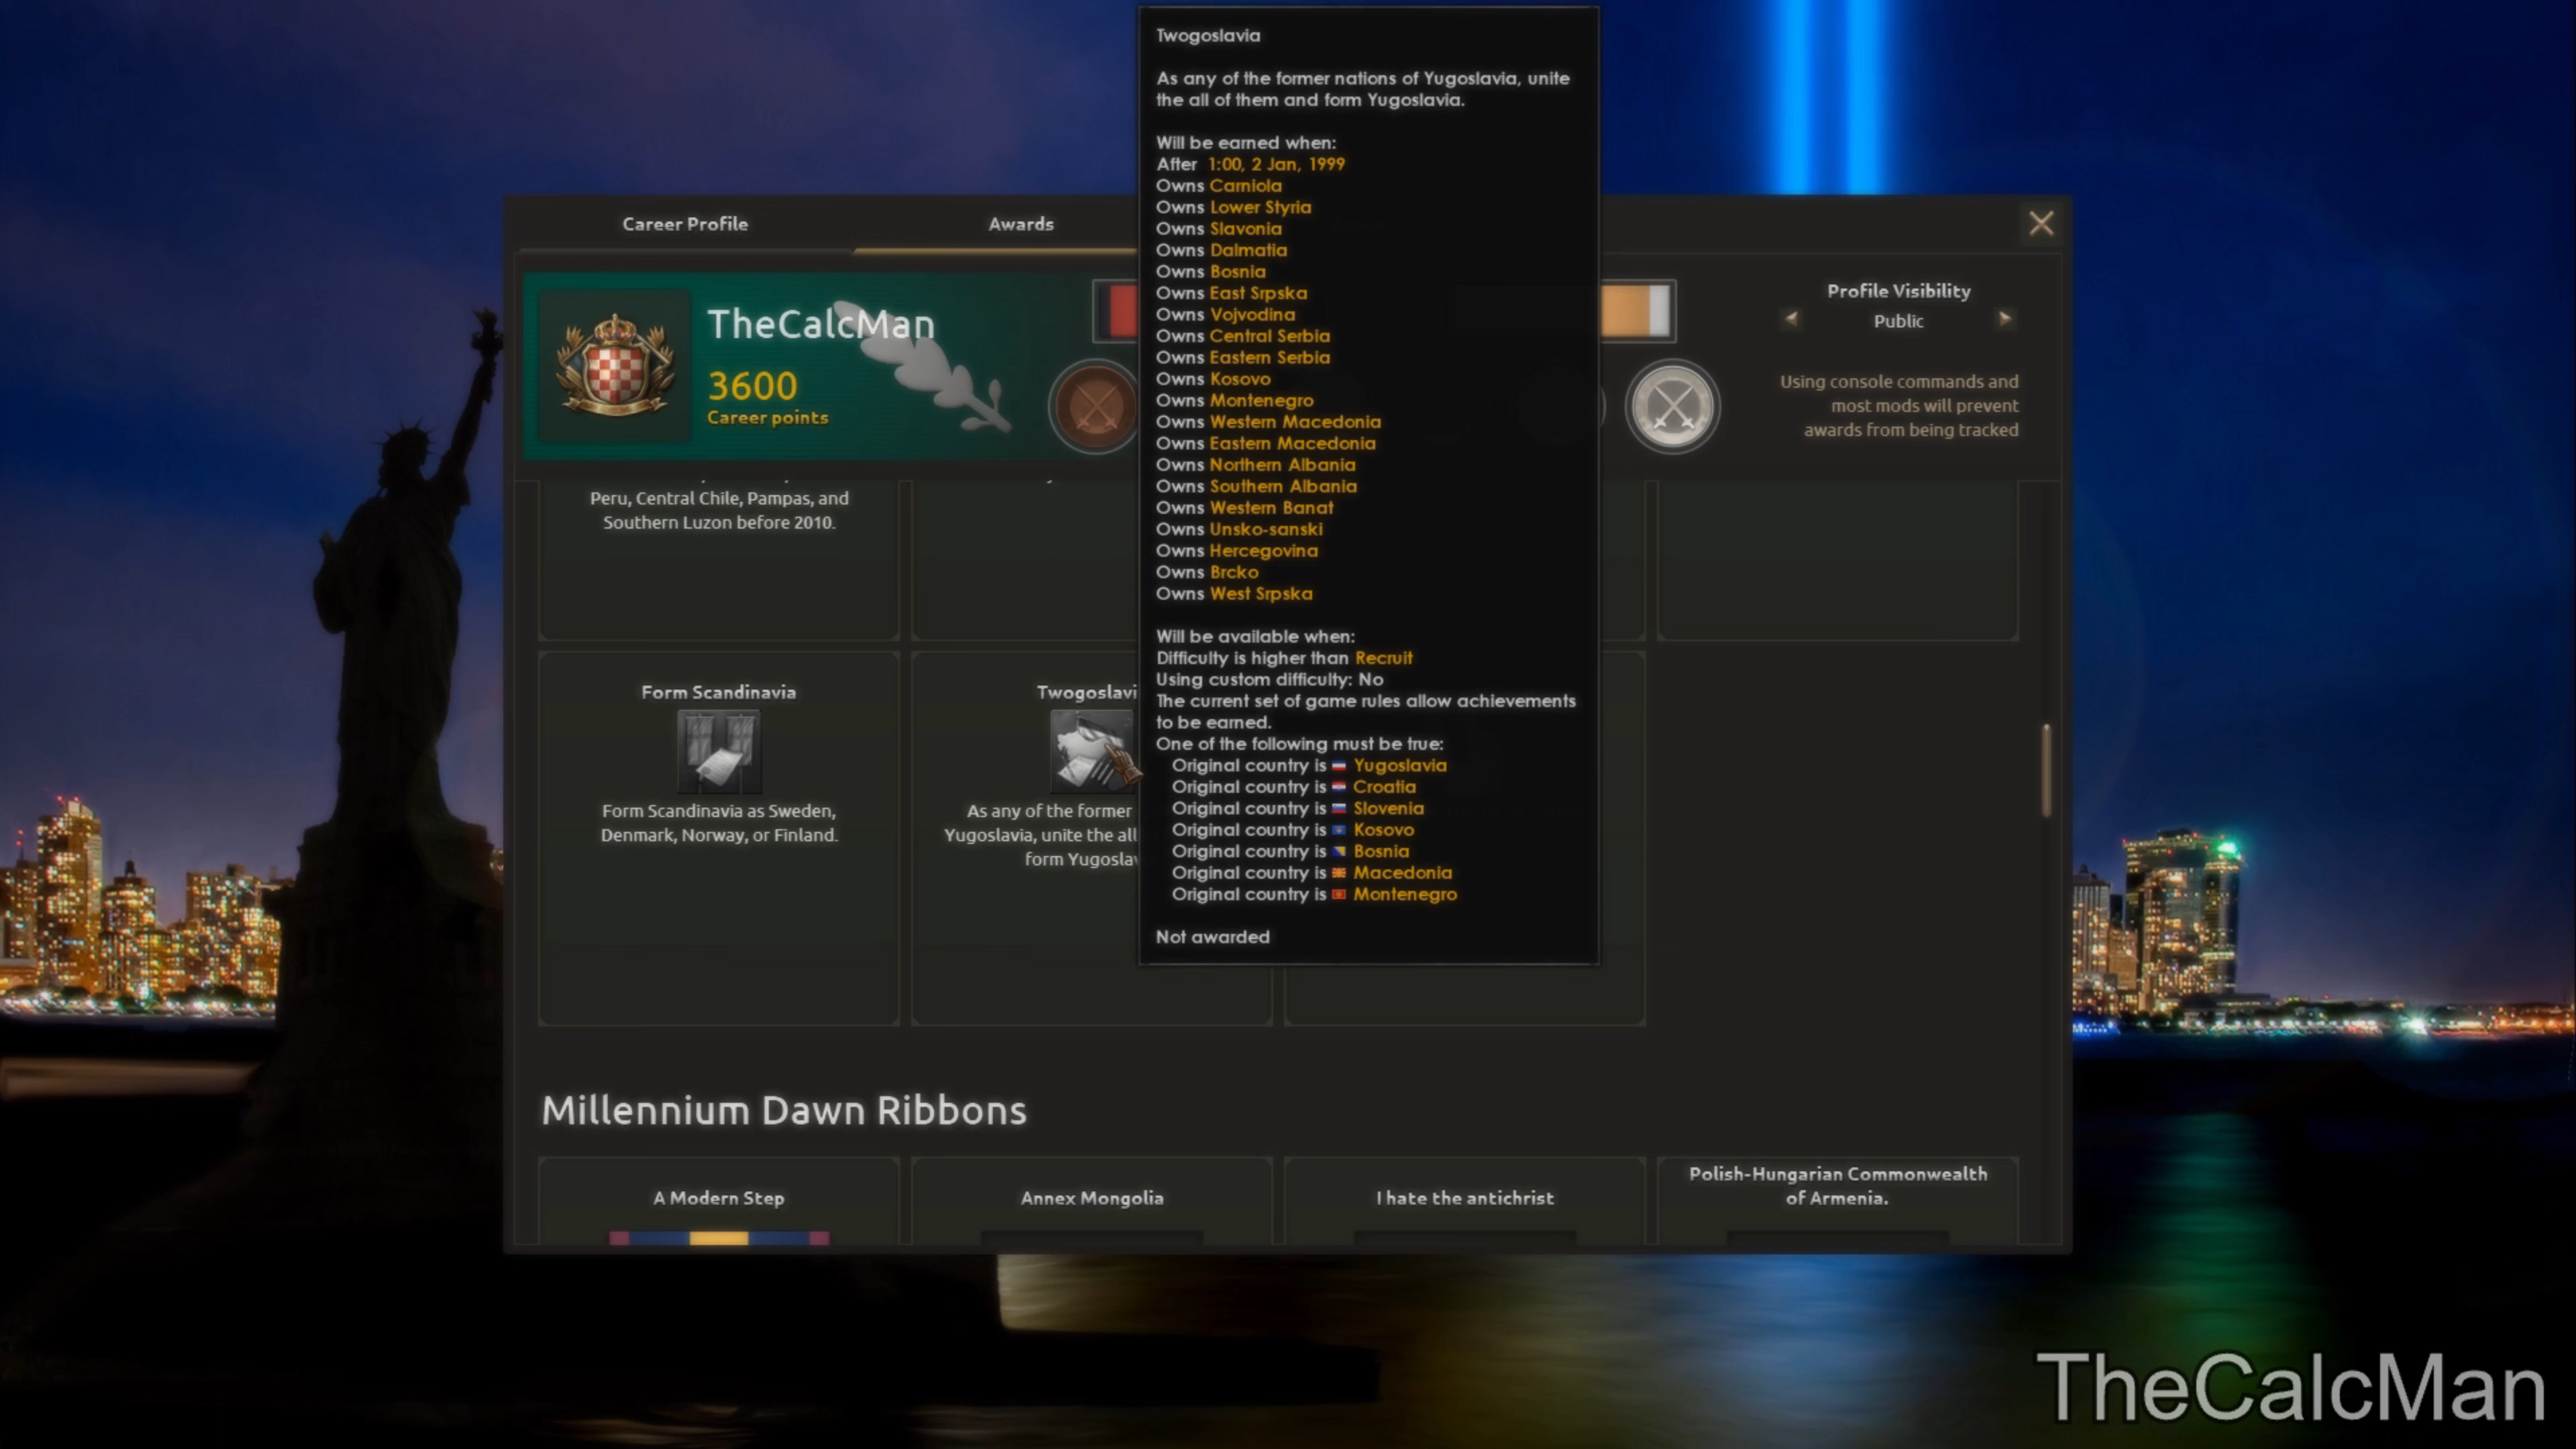 Twogoslavia
As any of the former nations of Yugoslavia, unite
the all of them and form Yugoslavia.
Will be earned when:
After 1:00, 2 Jan, 1999
Owns Carniola
Owns Lower Styria
Owns Slavonia
Owns Dalmatia
Owns Bosnia
Owns East Srpska
Owns Vojvodina
Owns Central Serbia
Owns Eastern Serbia
Owns Kosovo
Owns Montenegro
Owns Western Macedonia
Owns Eastern Macedonia
Owns Northern Albania
Owns Southern Albania
Owns Western Banat
Owns Unsko-sanski
Owns Hercegovina
Owns Brcko
Owns West Srpska
Will be available when:
Difficulty is higher than Recruit
Using custom difficulty: No
The current set of game rules allow achievements
to be earned.
One of the following must be true:
Original country is Yugoslavia
Original country is Croatia
Original country is Slovenia
Original country is Kosovo
Original country is Bosnia
Original country is Macedonia
Original country is Montenegro
Not awarded
Career Profile
Awards
TheCalcMan
3600
Career points
Profile Visibility
Public
Using console commands and
most mods will prevent
awards from being tracked
Peru, Central Chile, Pampas, and
Southern Luzon before 2010.
Form Scandinavia
Form Scandinavia as Sweden,
Denmark, Norway, or Finland.
Twogoslavi
As any of the former
Yugoslavia, unite the all
form Yugoslav
Millennium Dawn Ribbons
A Modern Step
Annex Mongolia
I hate the antichrist
Polish-Hungarian Commonwealth
of Armenia.
TheCalcMan